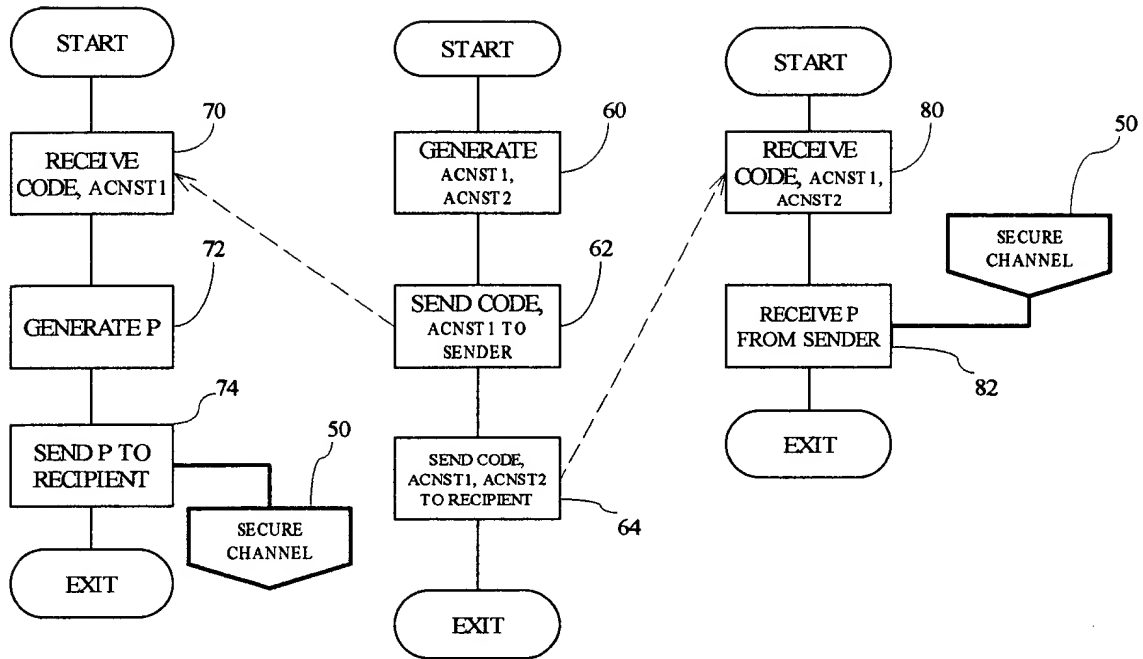 START
70
RECEIVE
CODE, ACNST1
72
GENERATE P
74
SEND P TO
RECIPIENT
50
SECURE
CHANNEL
EXIT
START
60
GENERATE
ACNST1,
ACNST2
62
SEND CODE,
ACNST1 TO
SENDER
SEND CODE,
ACNST1, ACNST2
TO RECIPIENT
64
EXIT
START
80
RECEIVE
CODE, ACNST1,
ACNST2
50
SECURE
CHANNEL
RECEIVE P
FROM SENDER
82
EXIT